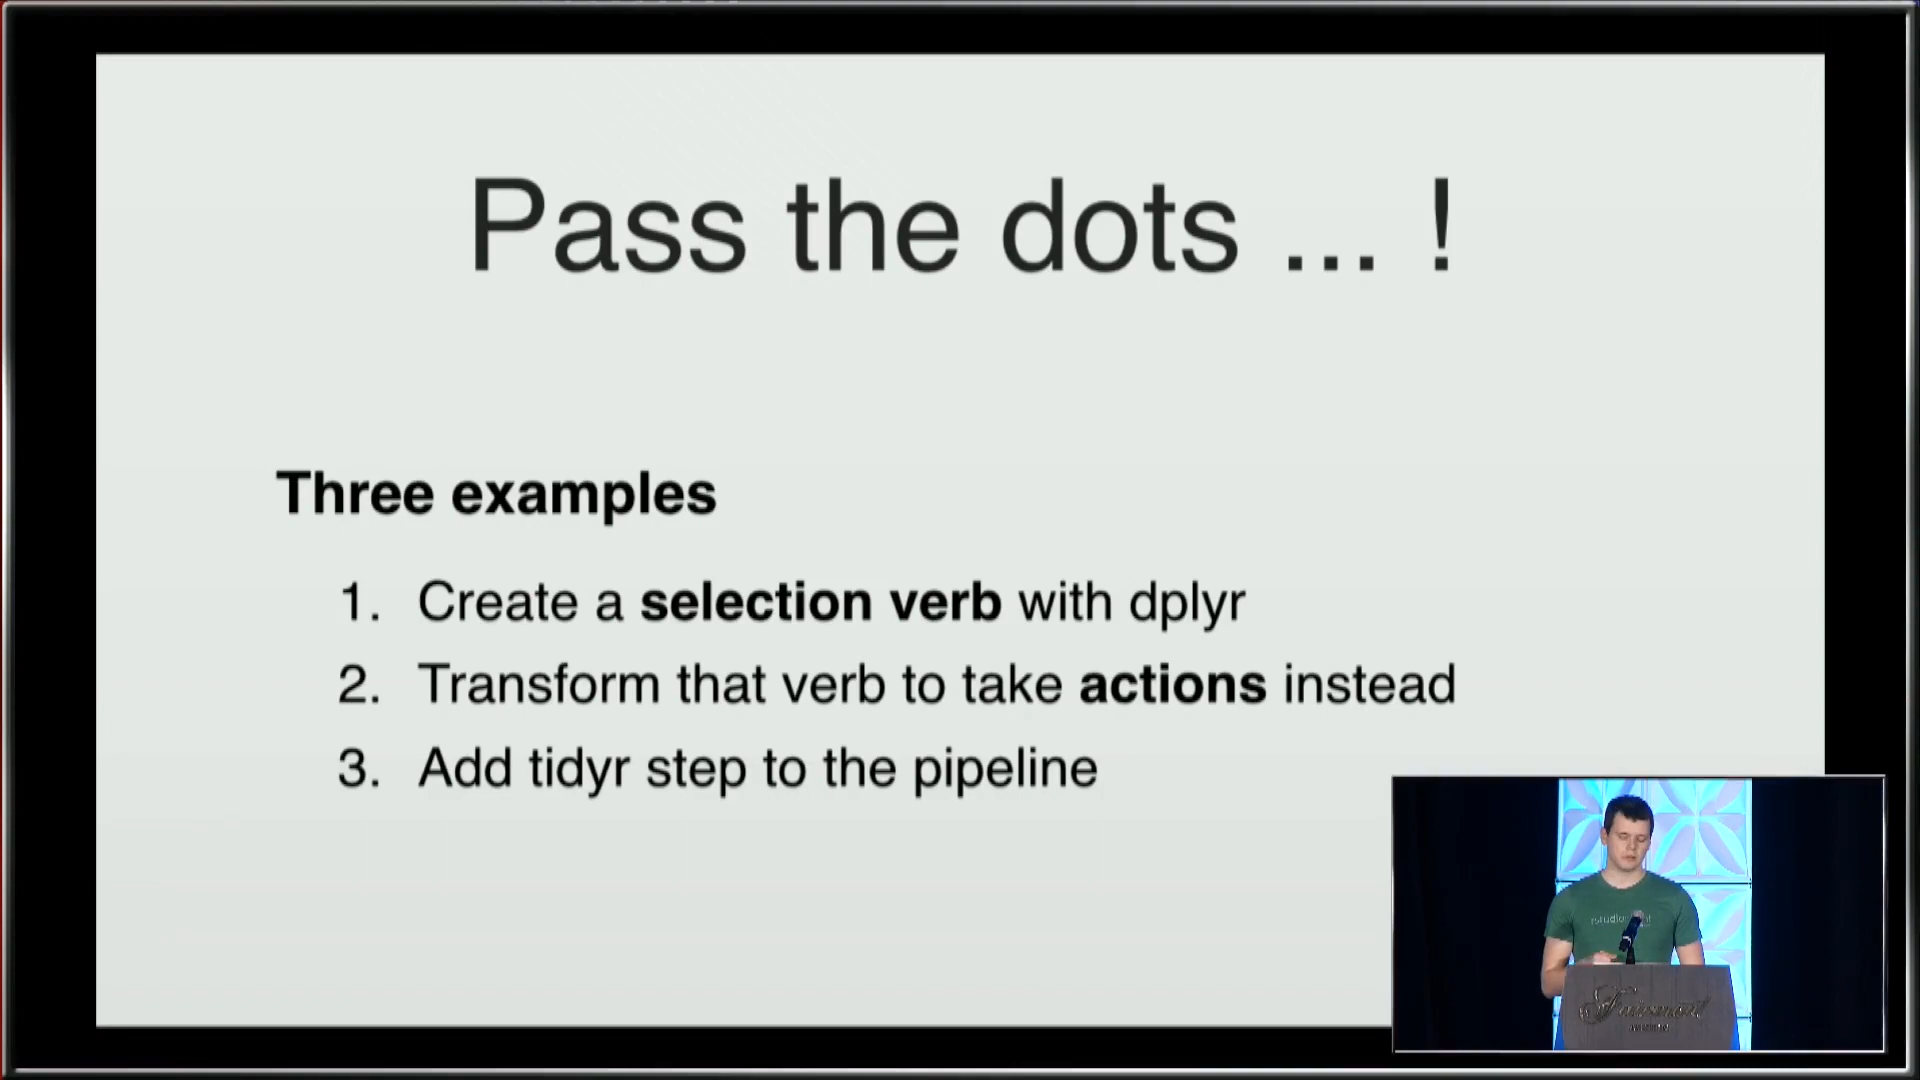 Pass the dots ... !
Three examples
1. Create a selection verb with dplyr
2. Transform that verb to take actions instead
3. Add tidyr step to the pipeline
Fairmont